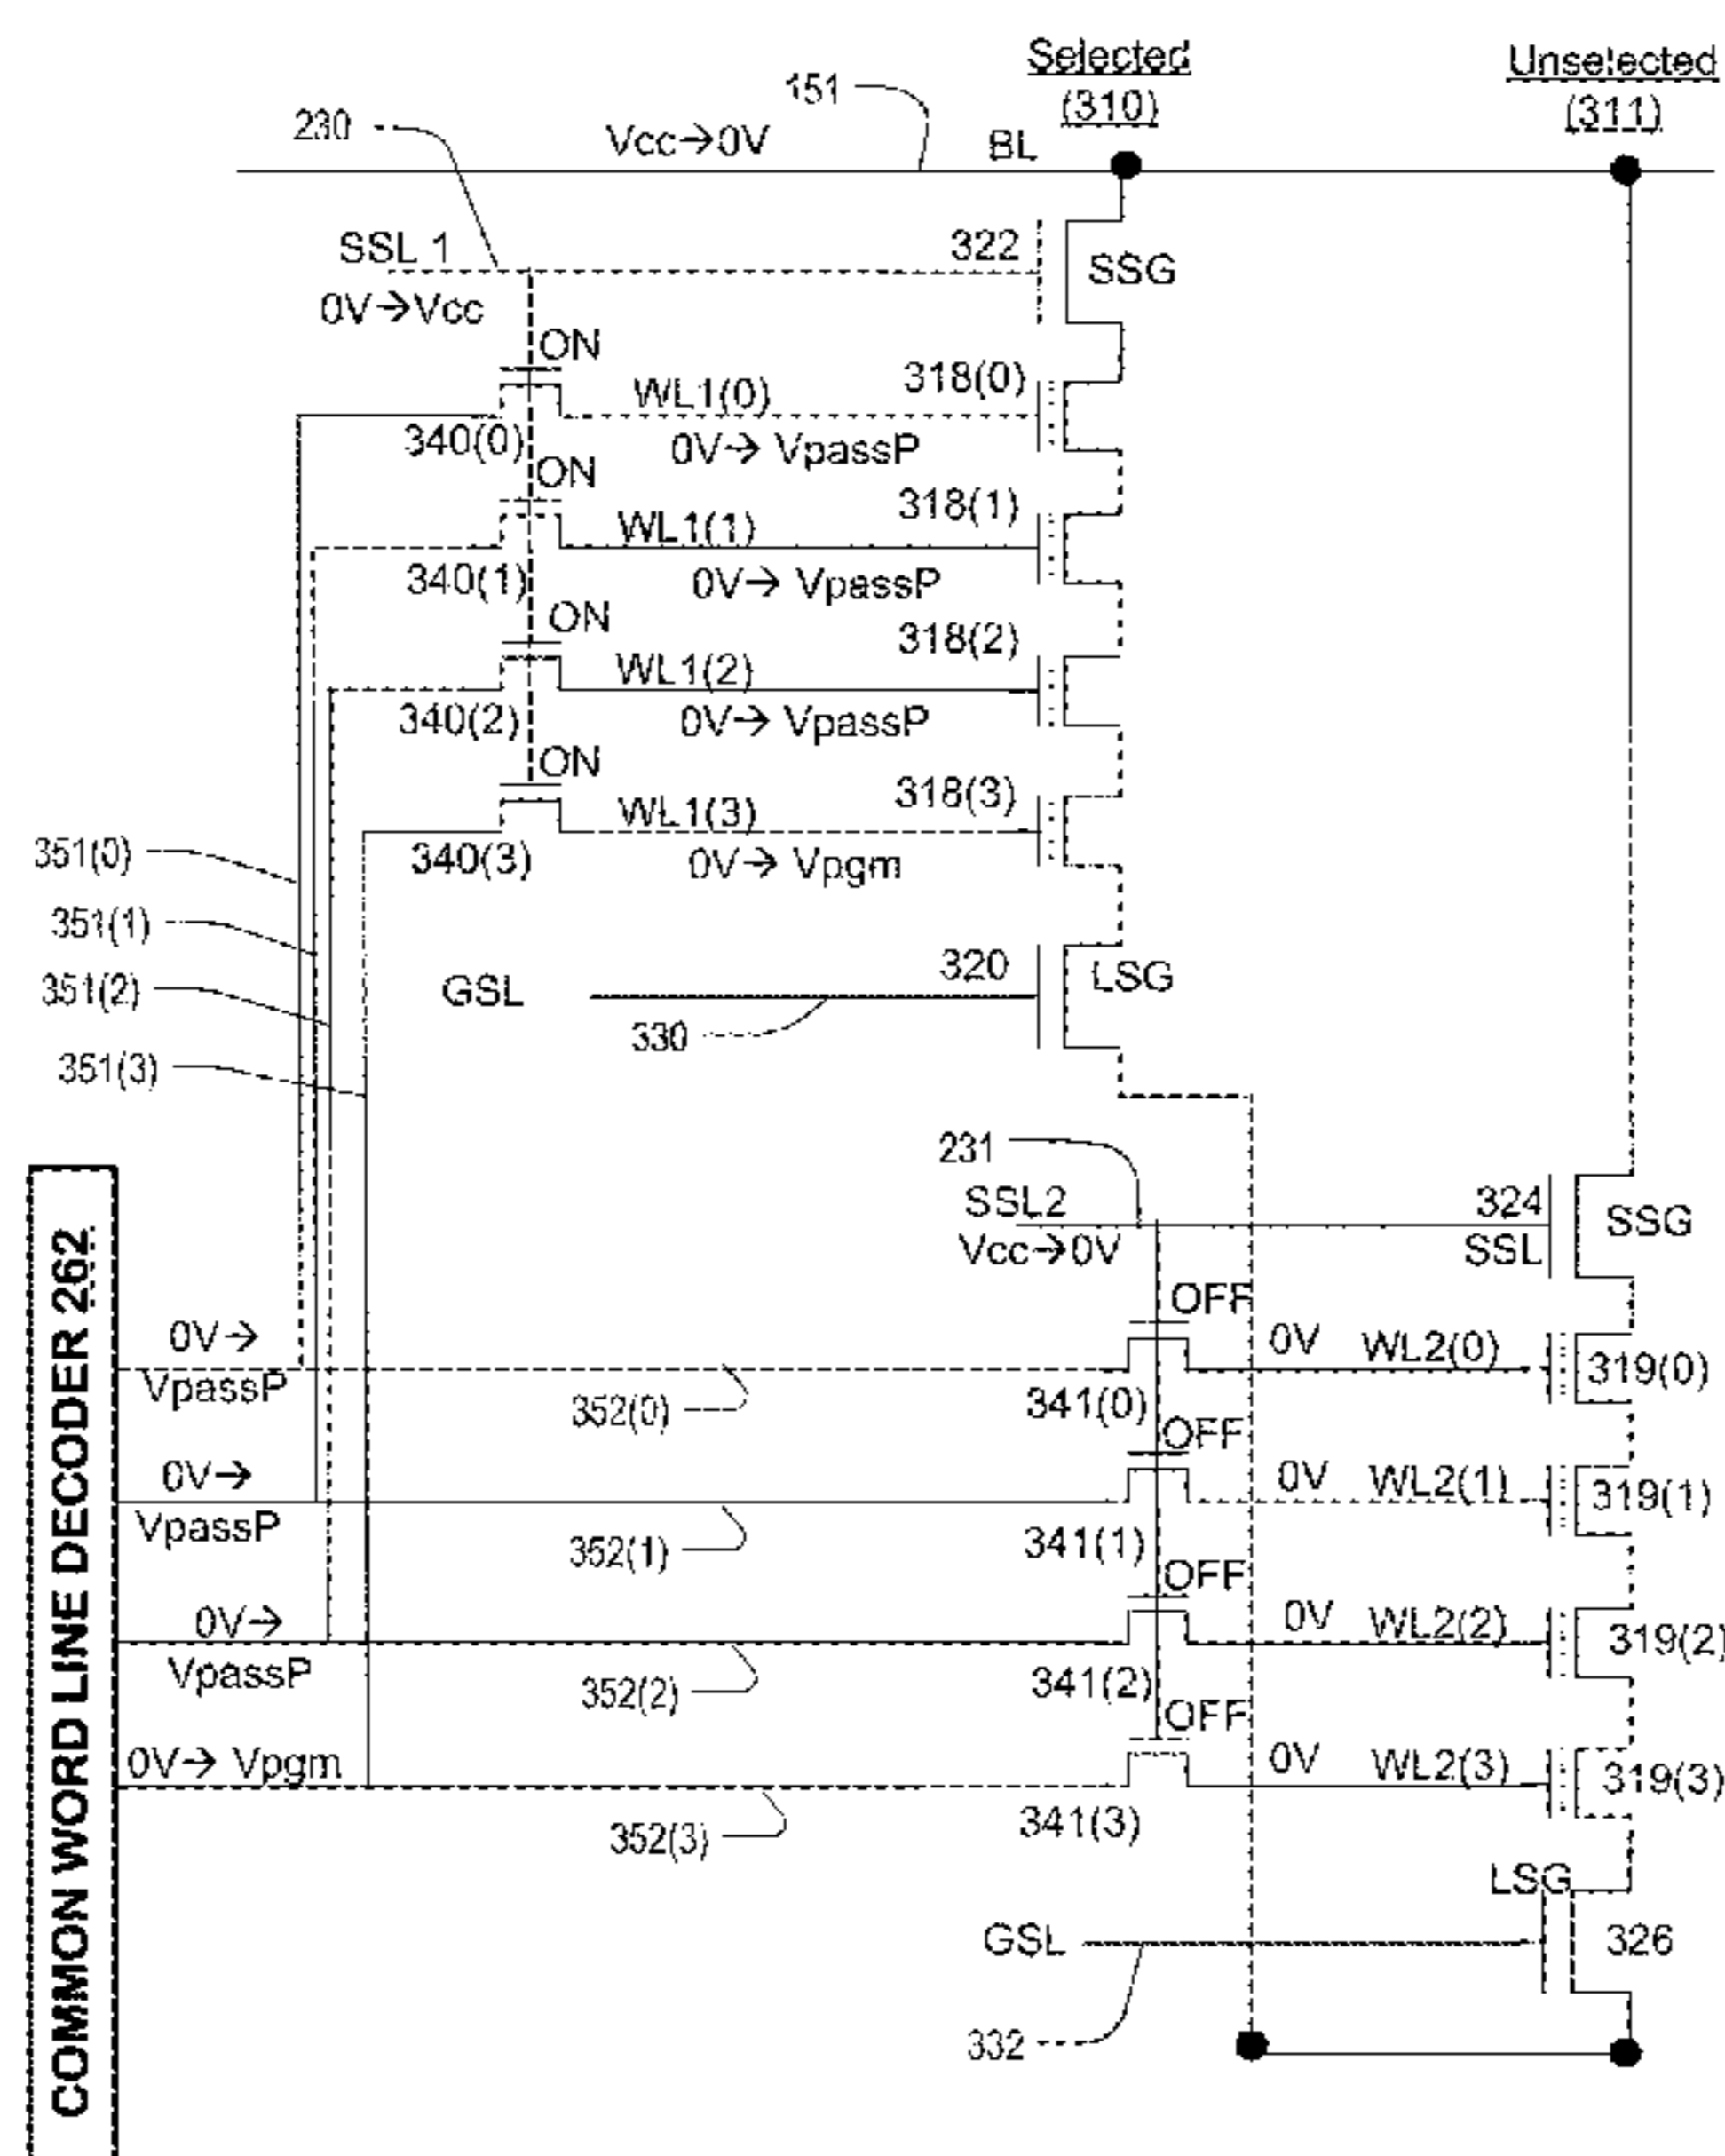 Selected
(310)
Unselected
(311)
151
230
Vcc→0V
BL
SSL 1
0V→Vcc
322
SSG
ON
WL1(0)
318(0)
340(0)
0V→ VpassP
ON
WL1(1)
318(1)
340(1)
0V→ VpassP
ON
WL1(2)
318(2)
340(2)
0V→ VpassP
ON
WL1(3)
318(3)
340(3)
0V→ Vpgm
351(0)
351(1)
351(2)
351(3)
GSL
320
LSG
330
231
SSL2
Vcc→0V
324
SSL
SSG
COMMON WORD LINE DECODER 262
OFF
0V→
VpassP
352(0)
341(0)
0V
WL2(0)
319(0)
OFF
0V→
VpassP
352(1)
341(1)
0V
WL2(1)
319(1)
OFF
0V→
VpassP
352(2)
341(2)
0V
WL2(2)
319(2)
OFF
0V→ Vpgm
352(3)
341(3)
0V
WL2(3)
319(3)
LSG
GSL
326
332